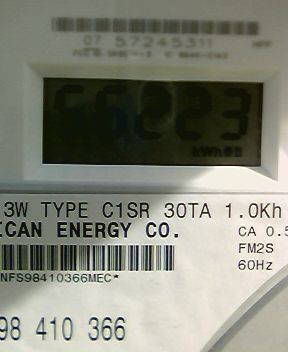 07 57245311
66223
kWh
3W TYPE C1SR 30TA 1.0Kh
ICAN ENERGY CO.
CA 0.5
FM2S
60Hz
NFS98410366MEC*
98 410 366